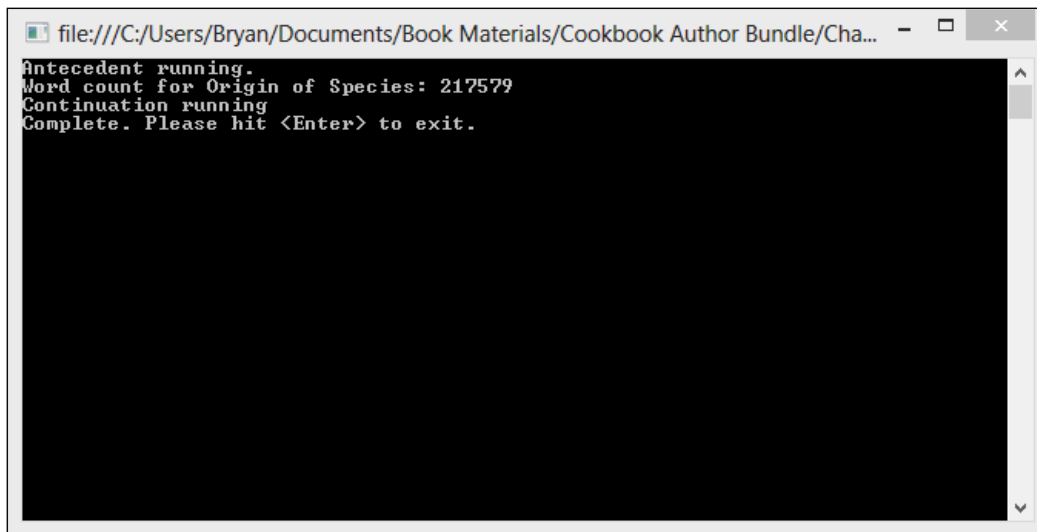 file:///C:/Users/Bryan/Documents/Book Materials/Cookbook Author Bundle/Cha...
Antecedent running.
Word count for Origin of Species: 217579
Continuation running
Complete. Please hit <Enter> to exit.